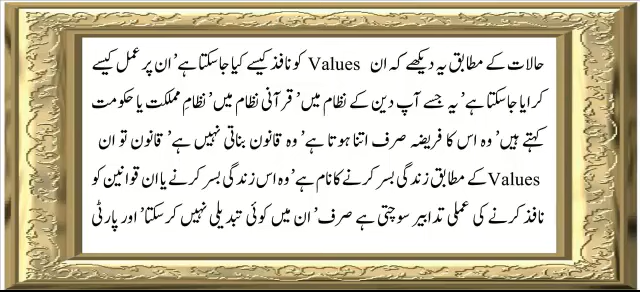 حالات کے مطابق یہ دیکھے کہ ان Values کو نافذ کیسے کیا جاسکتا ہے’ ان پر عمل کیسے
کرایا جاسکتا ہے’ یہ جسے آپ دین کے نظام میں’ قرآنی نظام میں’ نظامِ مملکت یا حکومت
کہتے ہیں’ وہ اس کا فریضہ صرف اتنا ہوتا ہے’ وہ قانون بناتی نہیں ہے’ قانون تو ان
Values کے مطابق زندگی بسر کرنے کا نام ہے’ وہ اس زندگی بسر کرنے یا ان قوانین کو
نافذ کرنے کی عملی تدابیر سوچتی ہے صرف’ ان میں کوئی تبدیلی نہیں کرسکتا’ اور پارٹی